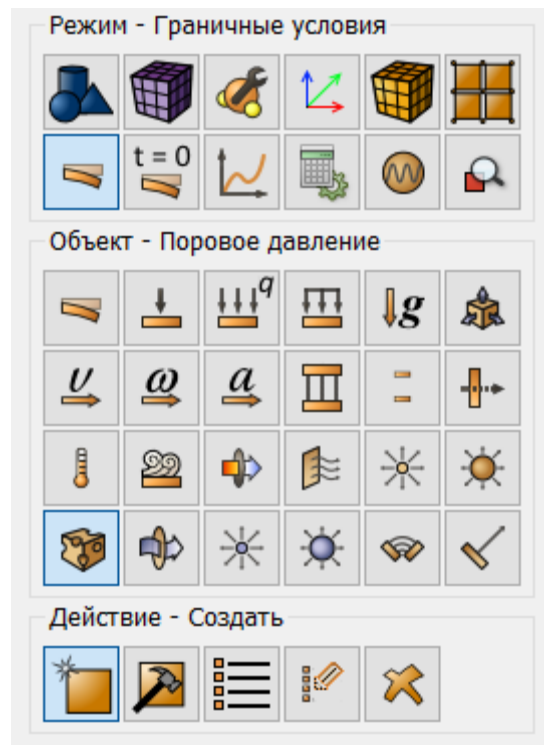 Режим - Граничные условия
t = 0
Объект - Поровое давление
q
g
υ ω a
Действие - Создать